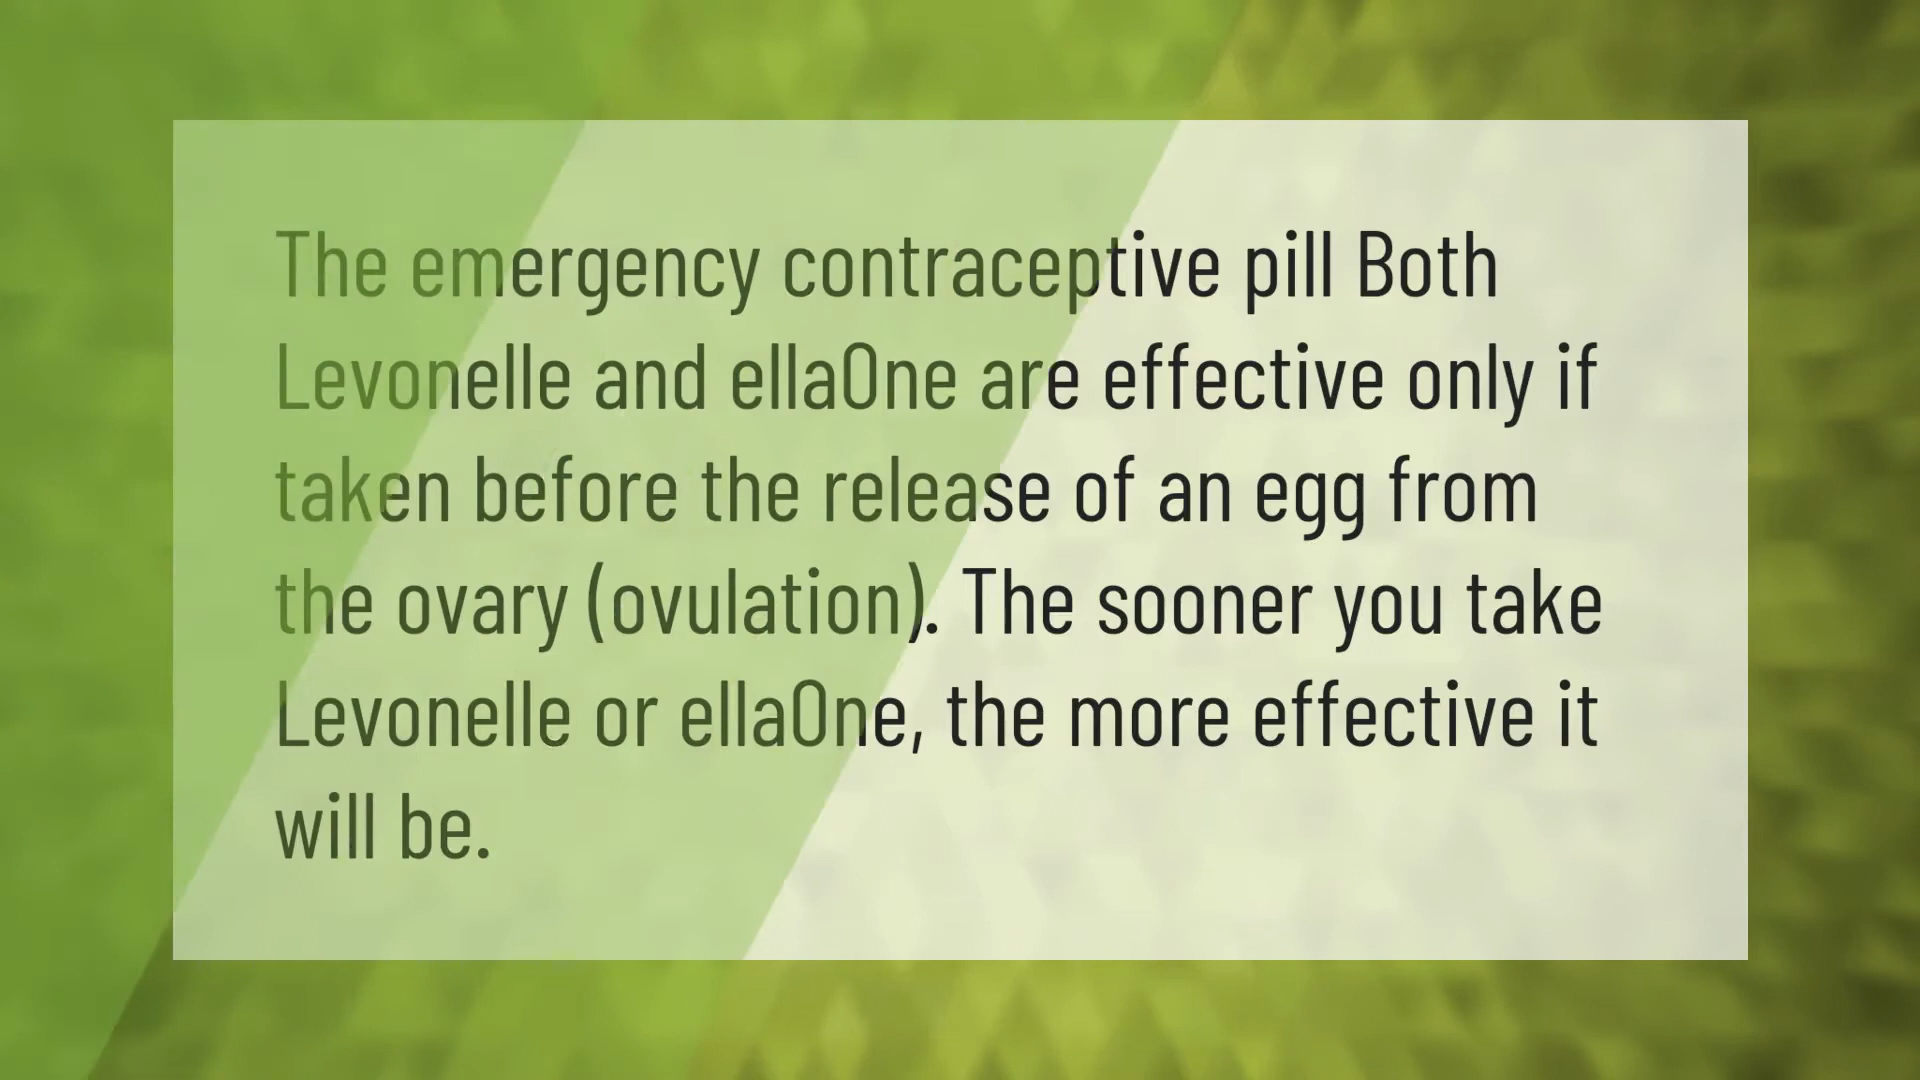 The emergency contraceptive pill Both
Levonelle and ellaOne are effective only if
taken before the release of an egg from
the ovary (ovulation). The sooner you take
Levonelle or ellaOne, the more effective it
will be.